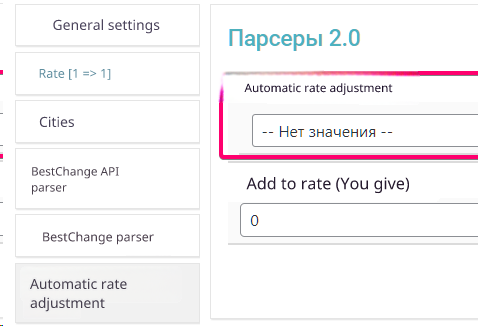 General settings
Rate [1 => 1]
Cities
BestChange API
parser
BestChange parser
Automatic rate
adjustment
Парсеры 2.0
Automatic rate adjustment
-- Нет значения --
Add to rate (You give)
0